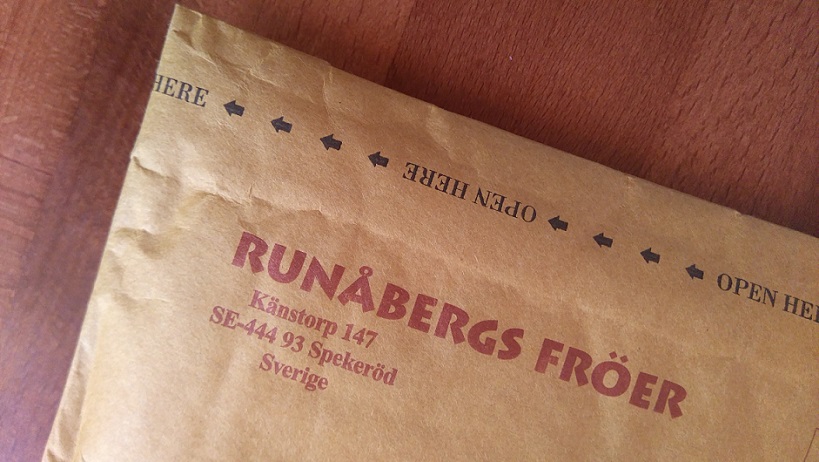 HERE OPEN HERE OPEN HE
RUNÅBERGS FRÖER
Känstorp 147
SE-444 93 Spekeröd
Sverige